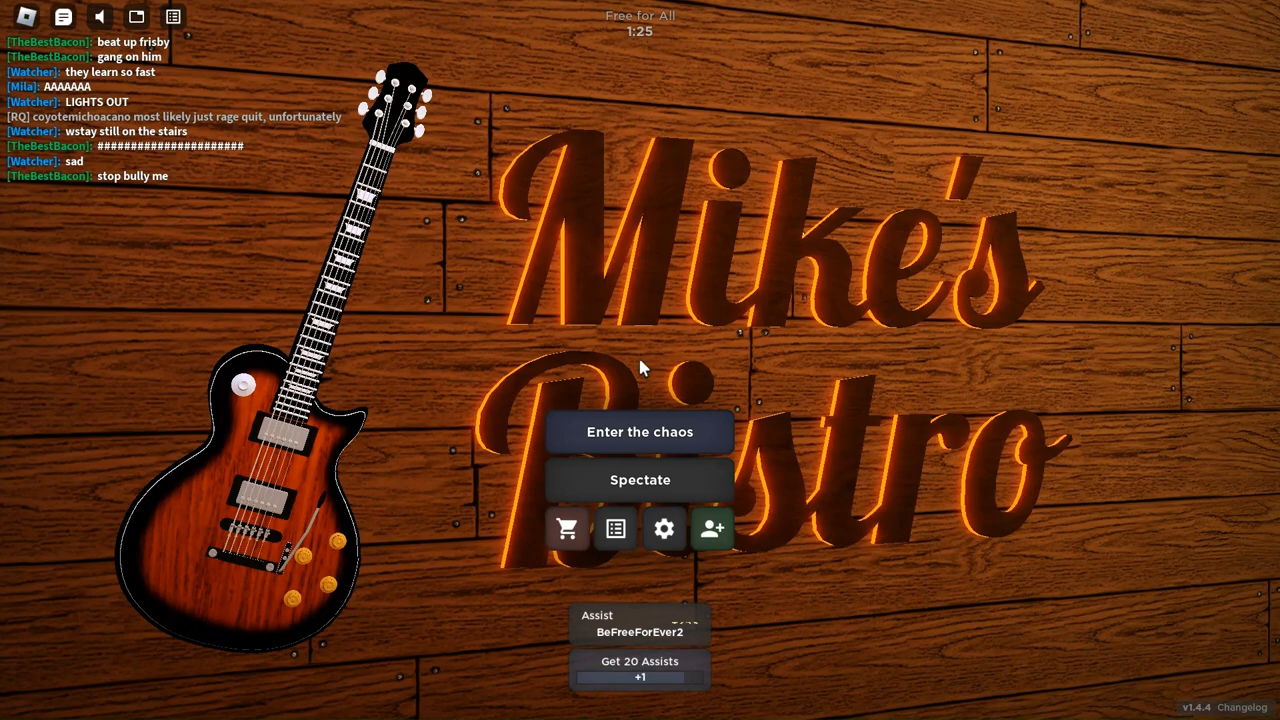 Free for All
1:25
[TheBestBacon]: beat up frisby
[TheBestBacon]: gang on him
[Watcher]: they learn so fast
[Mila]: AAAAAAA
[Watcher]: LIGHTS OUT
[RQ] coyotemichoacano most likely just rage quit, unfortunately
[Watcher]: wstay still on the stairs
[TheBestBacon]: ######################
[Watcher]: sad
[TheBestBacon]: stop bully me
Mike's
Bistro
Enter the chaos
Spectate
Assist
BeFreeForEver2
Get 20 Assists
+1
v1.4.4 Changelog